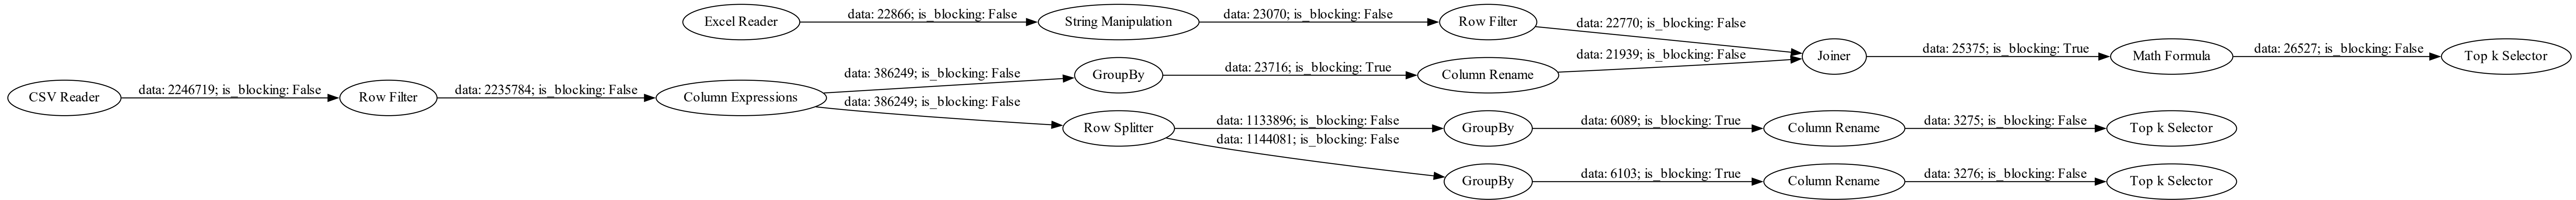 Excel Reader
data: 22866; is_blocking: False
String Manipulation
data: 23070; is_blocking: False
Row Filter
data: 22770; is_blocking: False
CSV Reader
data: 2246719; is_blocking: False
Row Filter
data: 2235784; is_blocking: False
Column Expressions
data: 386249; is_blocking: False
GroupBy
data: 23716; is_blocking: True
Column Rename
data: 21939; is_blocking: False
Joiner
data: 25375; is_blocking: True
Math Formula
data: 26527; is_blocking: False
Top k Selector
data: 386249; is_blocking: False
Row Splitter
data: 1133896; is_blocking: False
GroupBy
data: 6089; is_blocking: True
Column Rename
data: 3275; is_blocking: False
Top k Selector
data: 1144081; is_blocking: False
GroupBy
data: 6103; is_blocking: True
Column Rename
data: 3276; is_blocking: False
Top k Selector